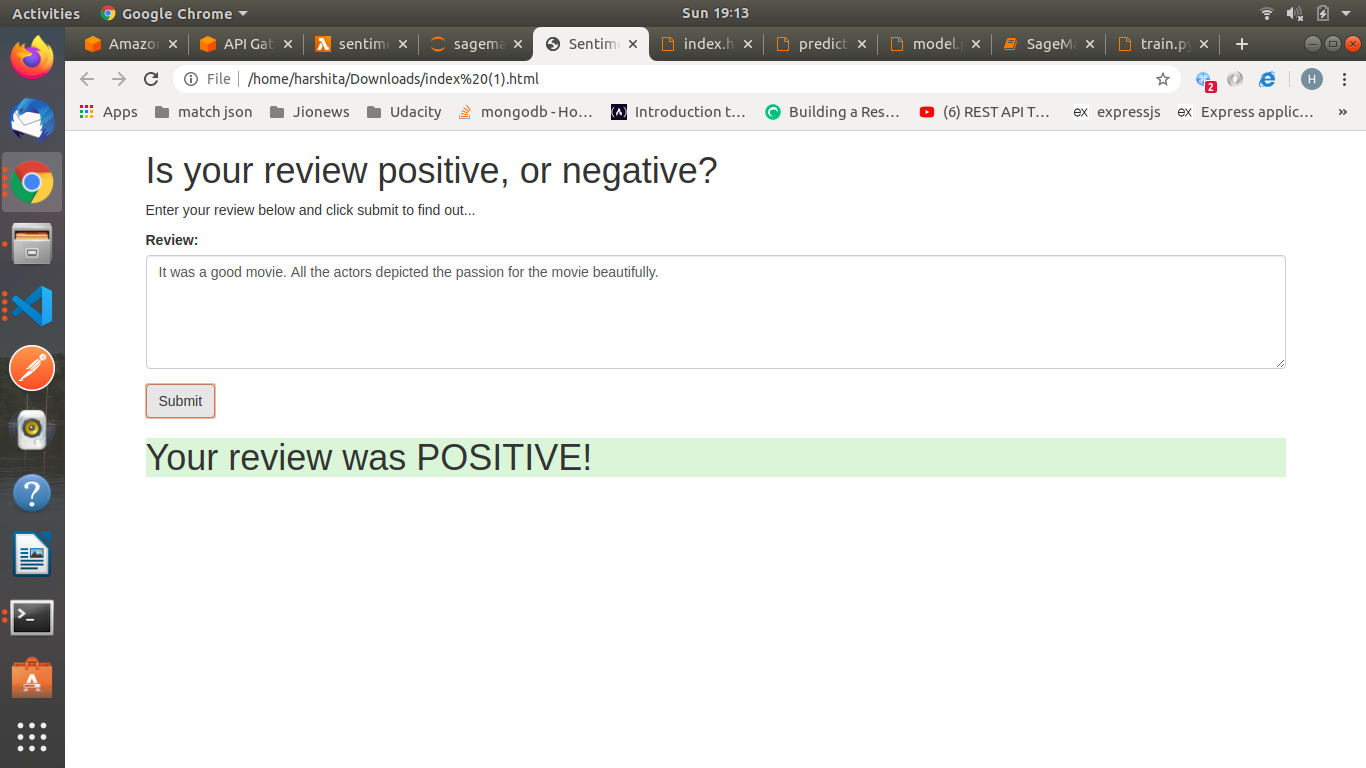 Activities Google Chrome Sun 19:13
Amazo API Gat sentim sagema Sentim index.h predict model. SageMa train.py
File /home/harshita/Downloads/index%20(1).html H 2
Apps match json Jionews Udacity mongodb - Ho… Introduction t… Building a Res… (6) REST API T… ex expressjs ex Express applic… »
Is your review positive, or negative?
Enter your review below and click submit to find out...
Review:
It was a good movie. All the actors depicted the passion for the movie beautifully.
Submit
Your review was POSITIVE!